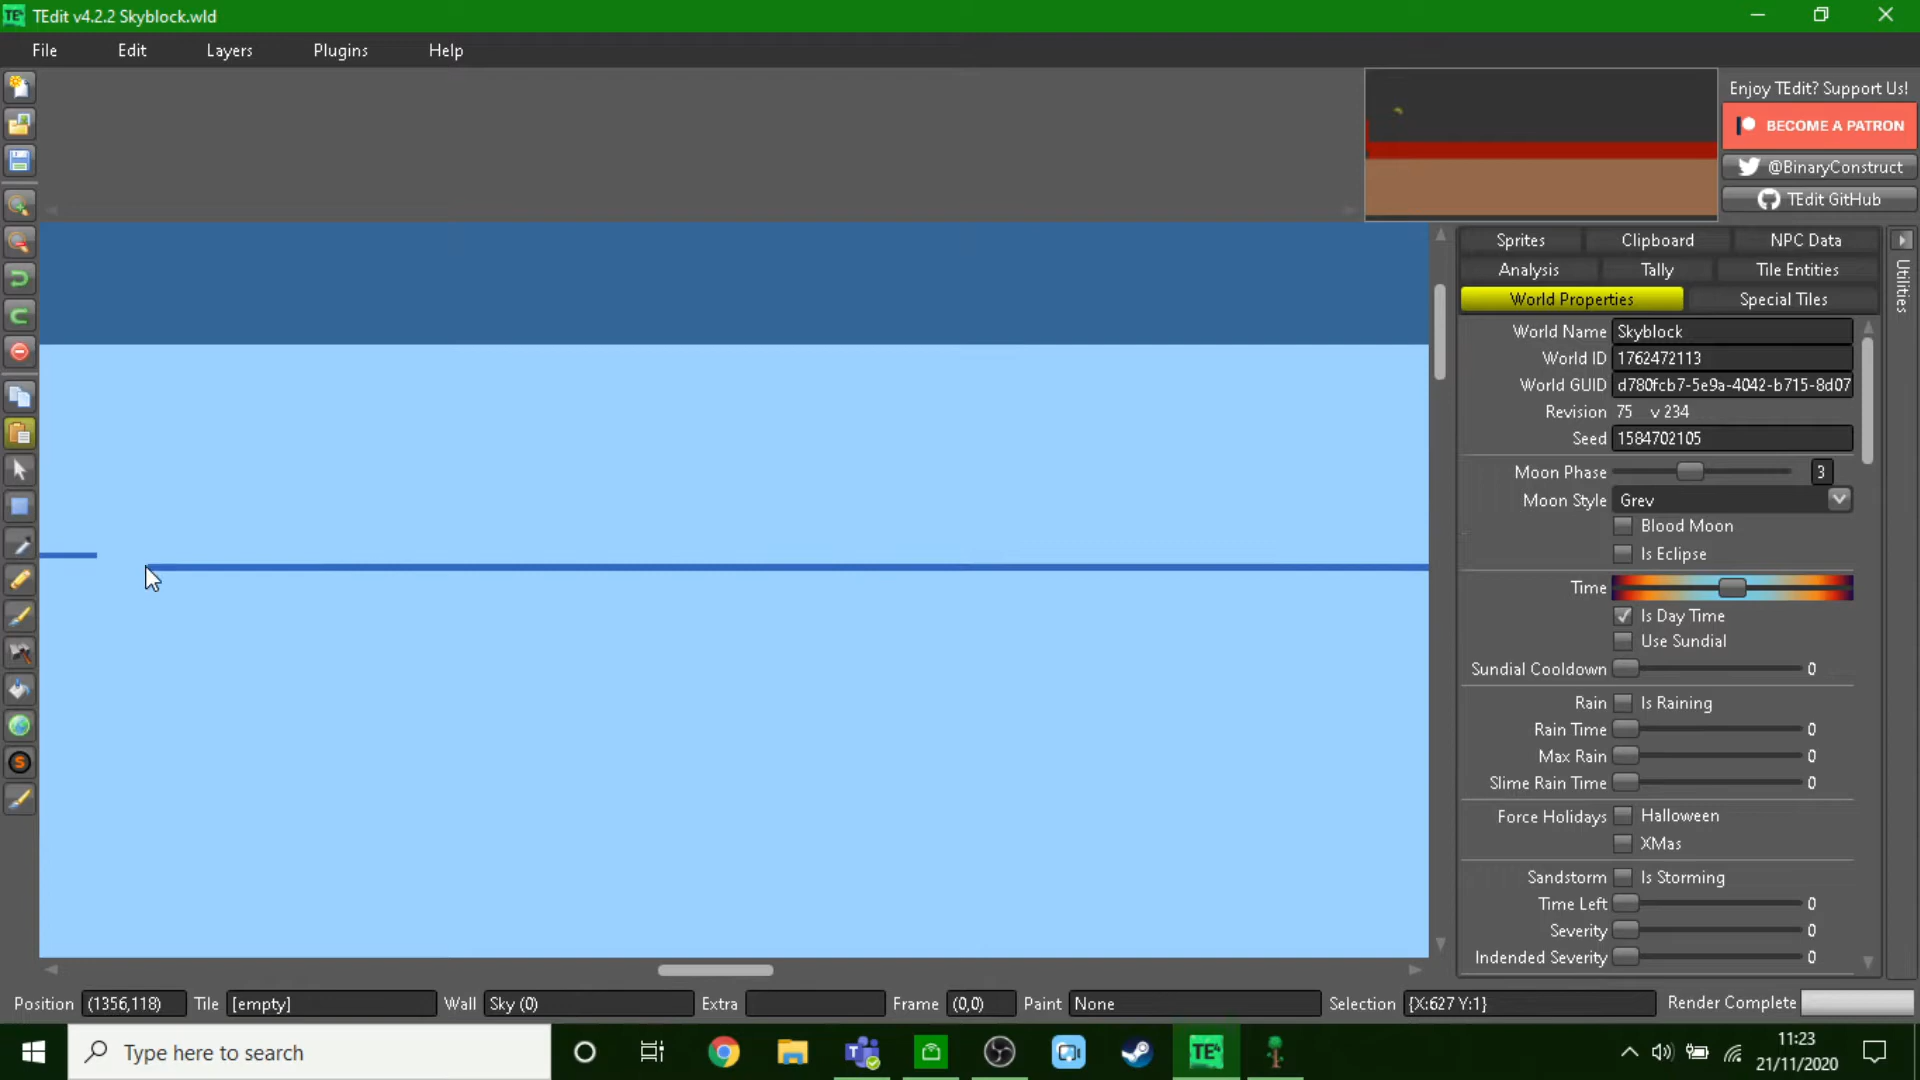 TEdit v4.2.2 Skyblock.wld
File Edit Layers Plugins Help
Enjoy TEdit? Support Us!
BECOME A PATRON
@BinaryConstruct
TEdit GitHub
Sprites Clipboard NPC Data
Analysis Tally Tile Entities
World Properties Special Tiles
Utilities
World Name Skyblock
World ID 1762472113
World GUID d780fcb7-5e9a-4042-b715-8d07
Revision 75 v 234
Seed 1584702105
Moon Phase 3
Moon Style Grey
Blood Moon
Is Eclipse
Time
Is Day Time
Use Sundial
Sundial Cooldown 0
Rain Is Raining
Rain Time 0
Max Rain 0
Slime Rain Time 0
Force Holidays Halloween
XMas
Sandstorm Is Storming
Time Left 0
Severity 0
Indended Severity 0
Position (1356,118) Tile [empty] Wall Sky (0) Extra Frame (0,0) Paint None Selection {X:627 Y:1} Render Complete
Type here to search
11:23
21/11/2020